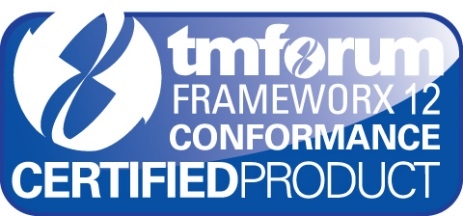 tmforum
FRAMEWORX 12
CONFORMANCE
CERTIFIEDPRODUCT